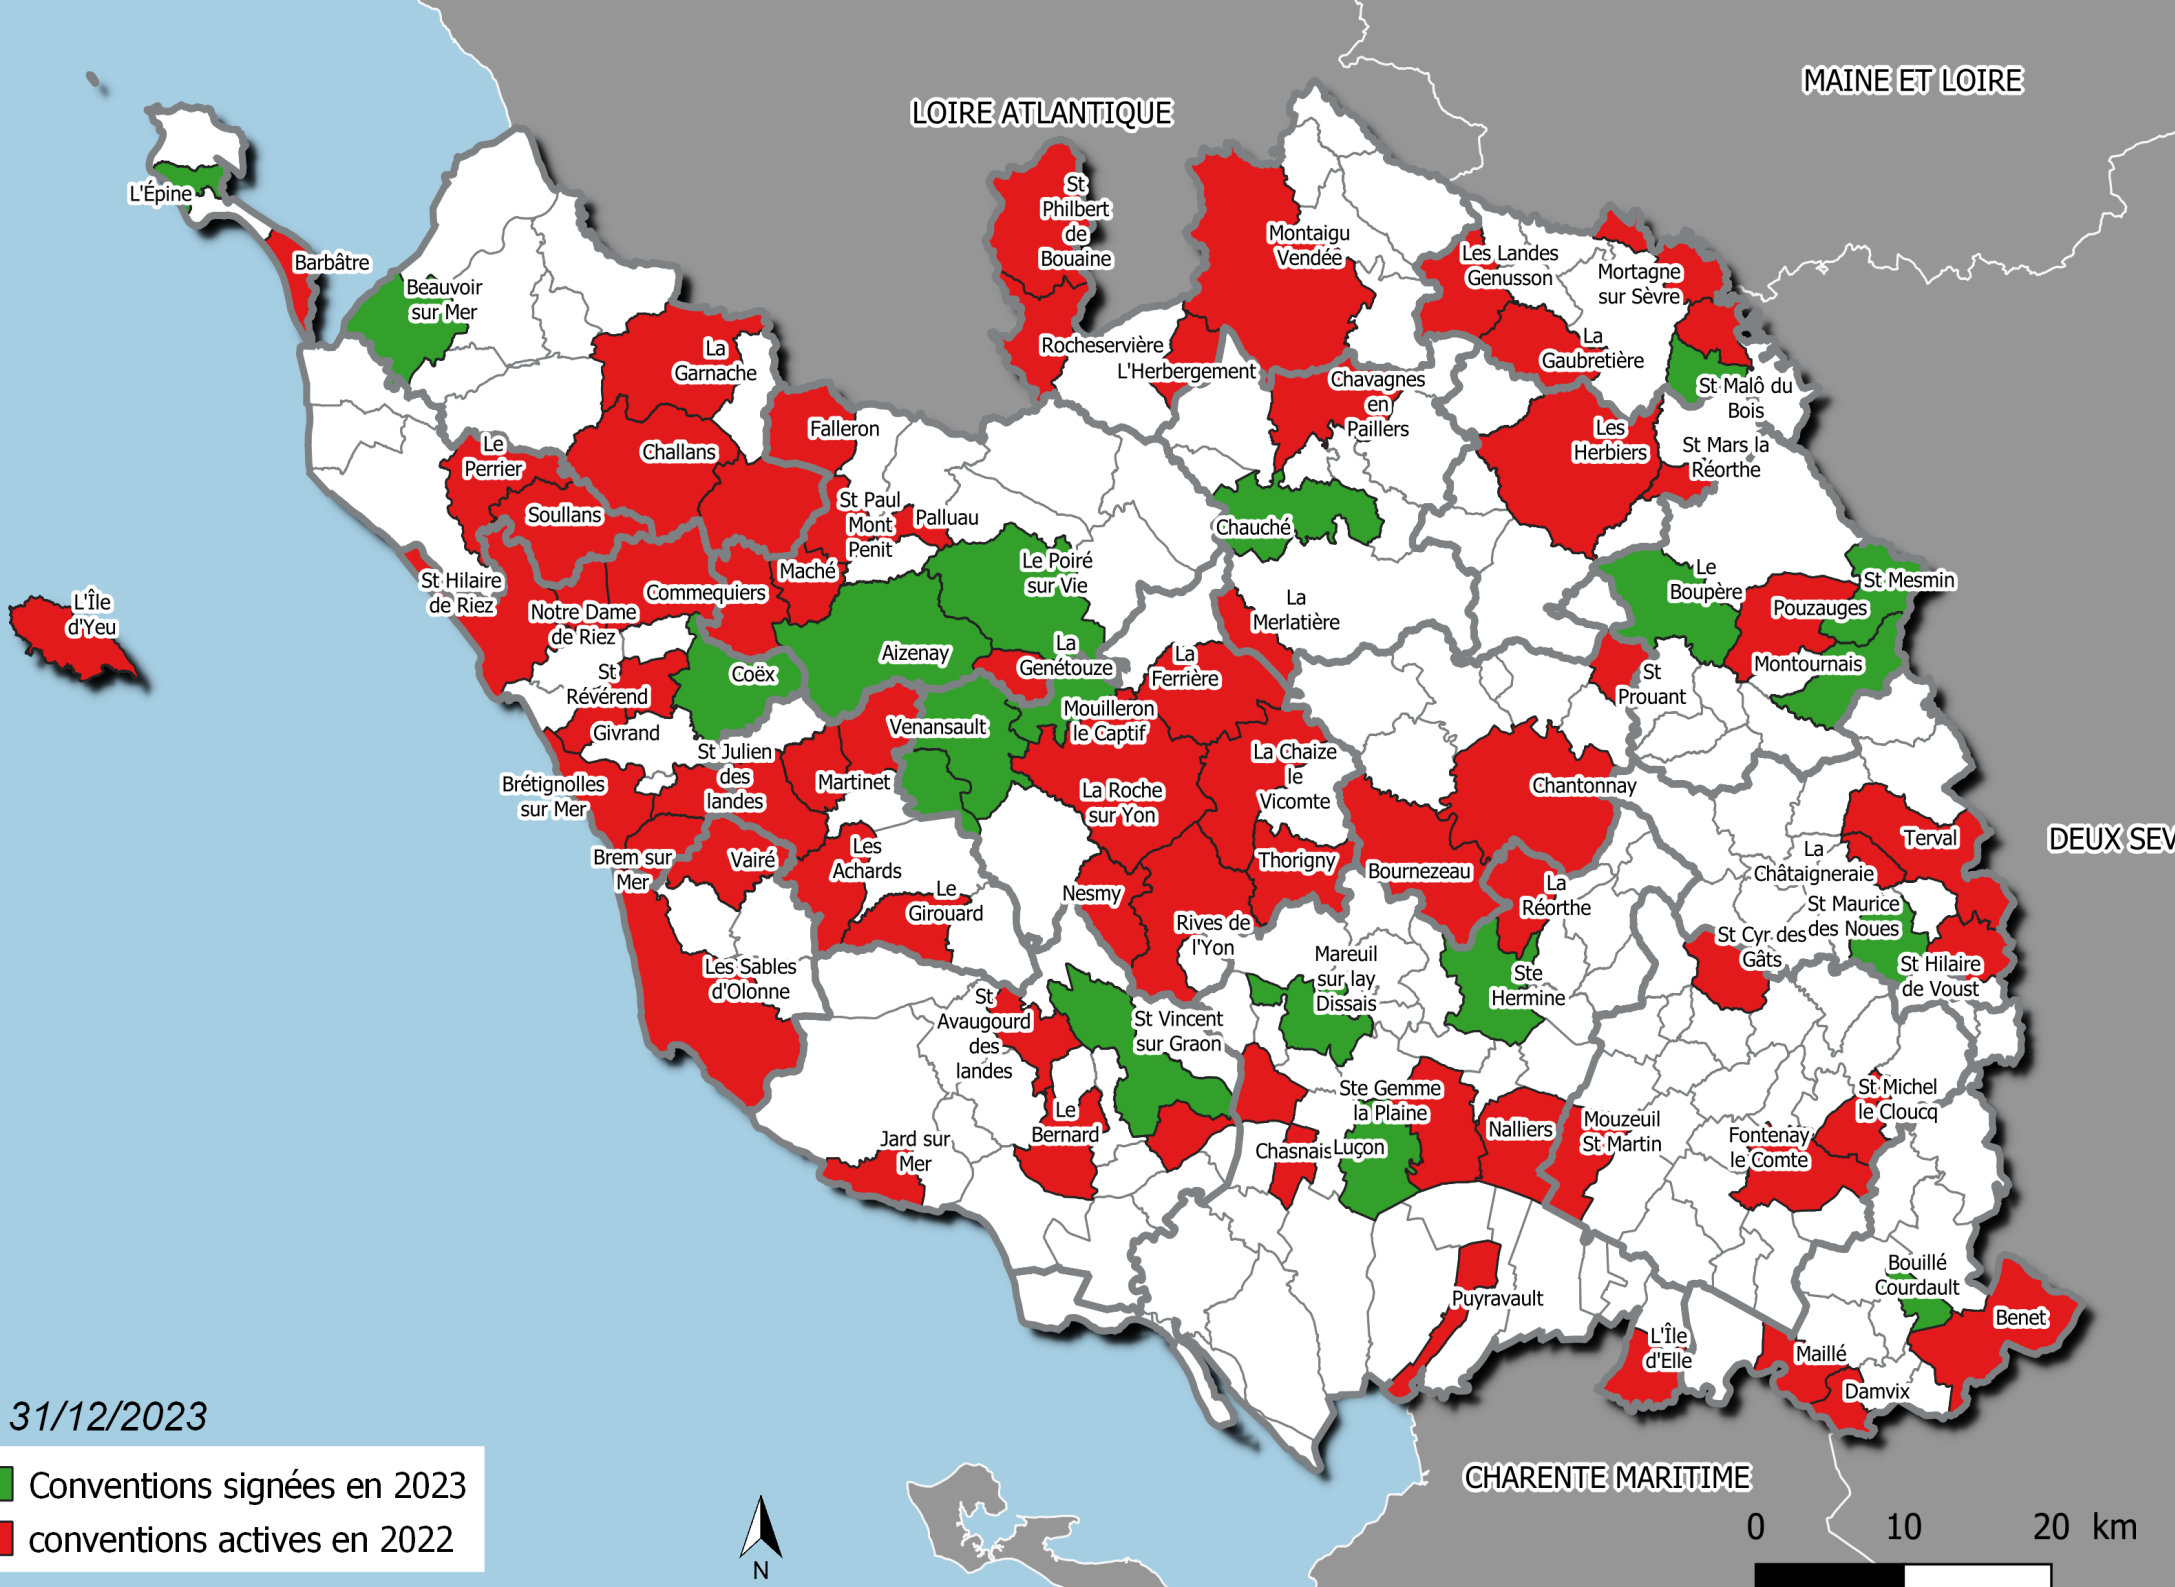 MAINE ET LOIRE
LOIRE ATLANTIQUE
L'Épine
St
Philbert
de
Bouaine
Montaigu
Vendée
Les Landes
Genusson
Mortagne
sur Sèvre
Barbâtre
Beauvoir
sur Mer
La
Garnache
Rocheservière
L'Herbergement
La
Gaubretière
Chavagnes
en
Paillers
St Malô du
Bois
Falleron
Les
Herbiers
St Mars la
Réorthe
Le
Perrier
Challans
Soullans
St Paul
Mont
Penit
Palluau
Chauché
Le Poiré
sur Vie
Maché
St Hilaire
de Riez
Commequiers
Notre Dame
de Riez
L'Île
d'Yeu
La
Merlatière
Le
Boupère
St Mesmin
Pouzauges
Aizenay
La
Genétouze
La
Ferrière
Montournais
St
Prouant
Coëx
St
Révérend
Givrand
Venansault
Mouilleron
le Captif
St Julien
des
landes
La Chaize
le
Vicomte
Martinet
Brétignolles
sur Mer
La Roche
sur Yon
Chantonnay
Terval
DEUX SEV
Brem sur
Mer
Vairé
Les
Achards
Thorigny
Bournezeau
La
Châtaigneraie
Le
Girouard
Nesmy
La
Réorthe
St Maurice
des Noues
Rives de
l'Yon
St Cyr des
Gâts
Les Sables
d'Olonne
Mareuil
sur lay
Dissais
Ste
Hermine
St Hilaire
de Voust
St
Avaugourd
des
landes
St Vincent
sur Graon
Ste Gemme
la Plaine
St Michel
le Cloucq
Le
Bernard
Nalliers
Mouzeuil
St Martin
Fontenay
le Comte
Jard sur
Mer
Chasnais
Luçon
Bouillé
Courdault
Puyravault
Benet
L'Île
d'Elle
Maillé
Damvix
31/12/2023
Conventions signées en 2023
conventions actives en 2022
CHARENTE MARITIME
N
0 10 20 km